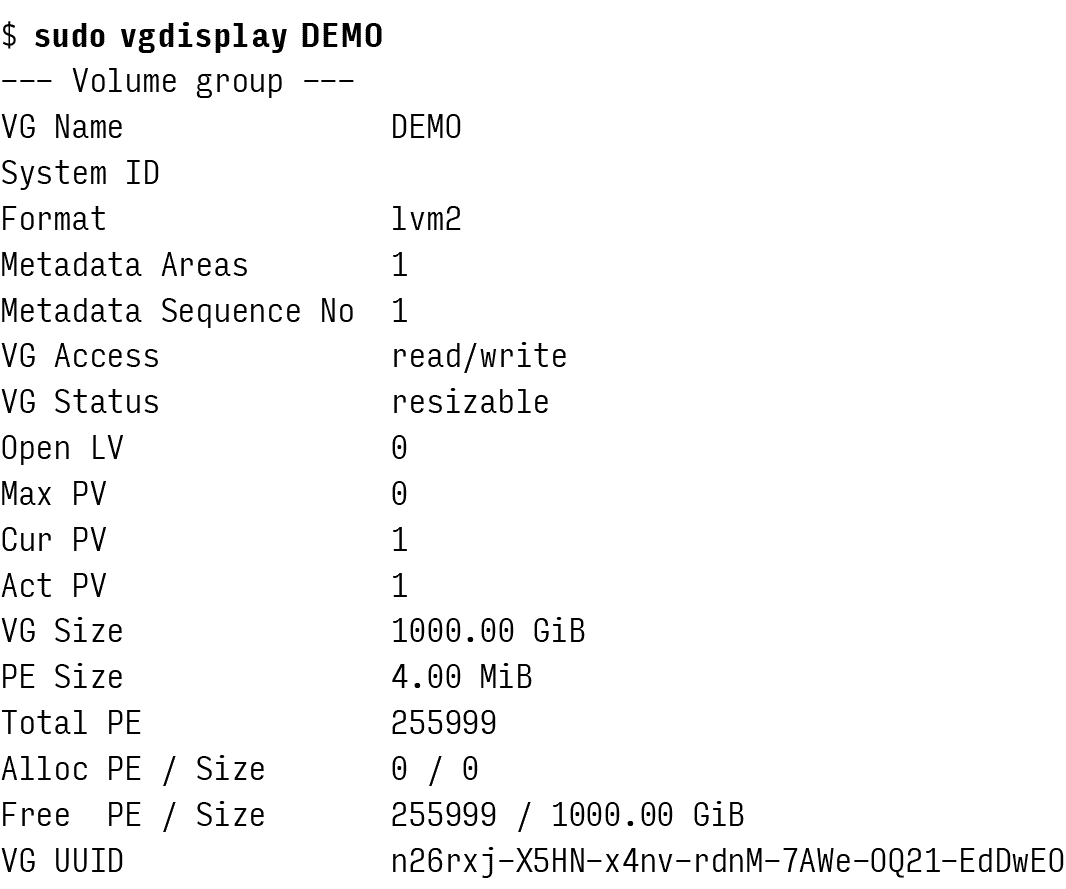 $ sudo vgdisplay DEMO
--- Volume group ---
VG Name               DEMO
System ID
Format                lvm2
Metadata Areas        1
Metadata Sequence No  1
VG Access             read/write
VG Status             resizable
Open LV               0
Max PV                0
Cur PV                1
Act PV                1
VG Size               1000.00 GiB
PE Size               4.00 MiB
Total PE              255999
Alloc PE / Size       0 / 0
Free  PE / Size       255999 / 1000.00 GiB
VG UUID               n26rxj-X5HN-x4nv-rdnM-7AWe-OQ21-EdDwEO